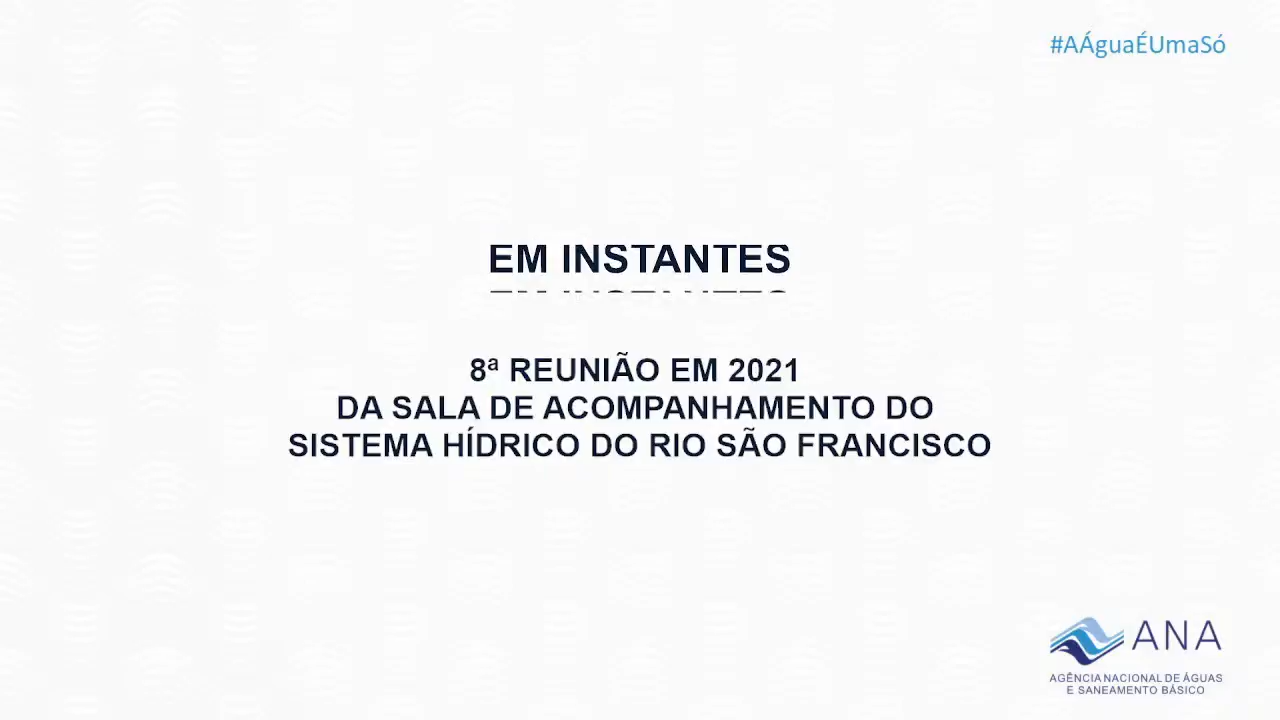 #AÁguaÉUmaSó
EM INSTANTES
8ª REUNIÃO EM 2021
DA SALA DE ACOMPANHAMENTO DO
SISTEMA HÍDRICO DO RIO SÃO FRANCISCO
ANA
AGÊNCIA NACIONAL DE ÁGUAS
E SANEAMENTO BÁSICO